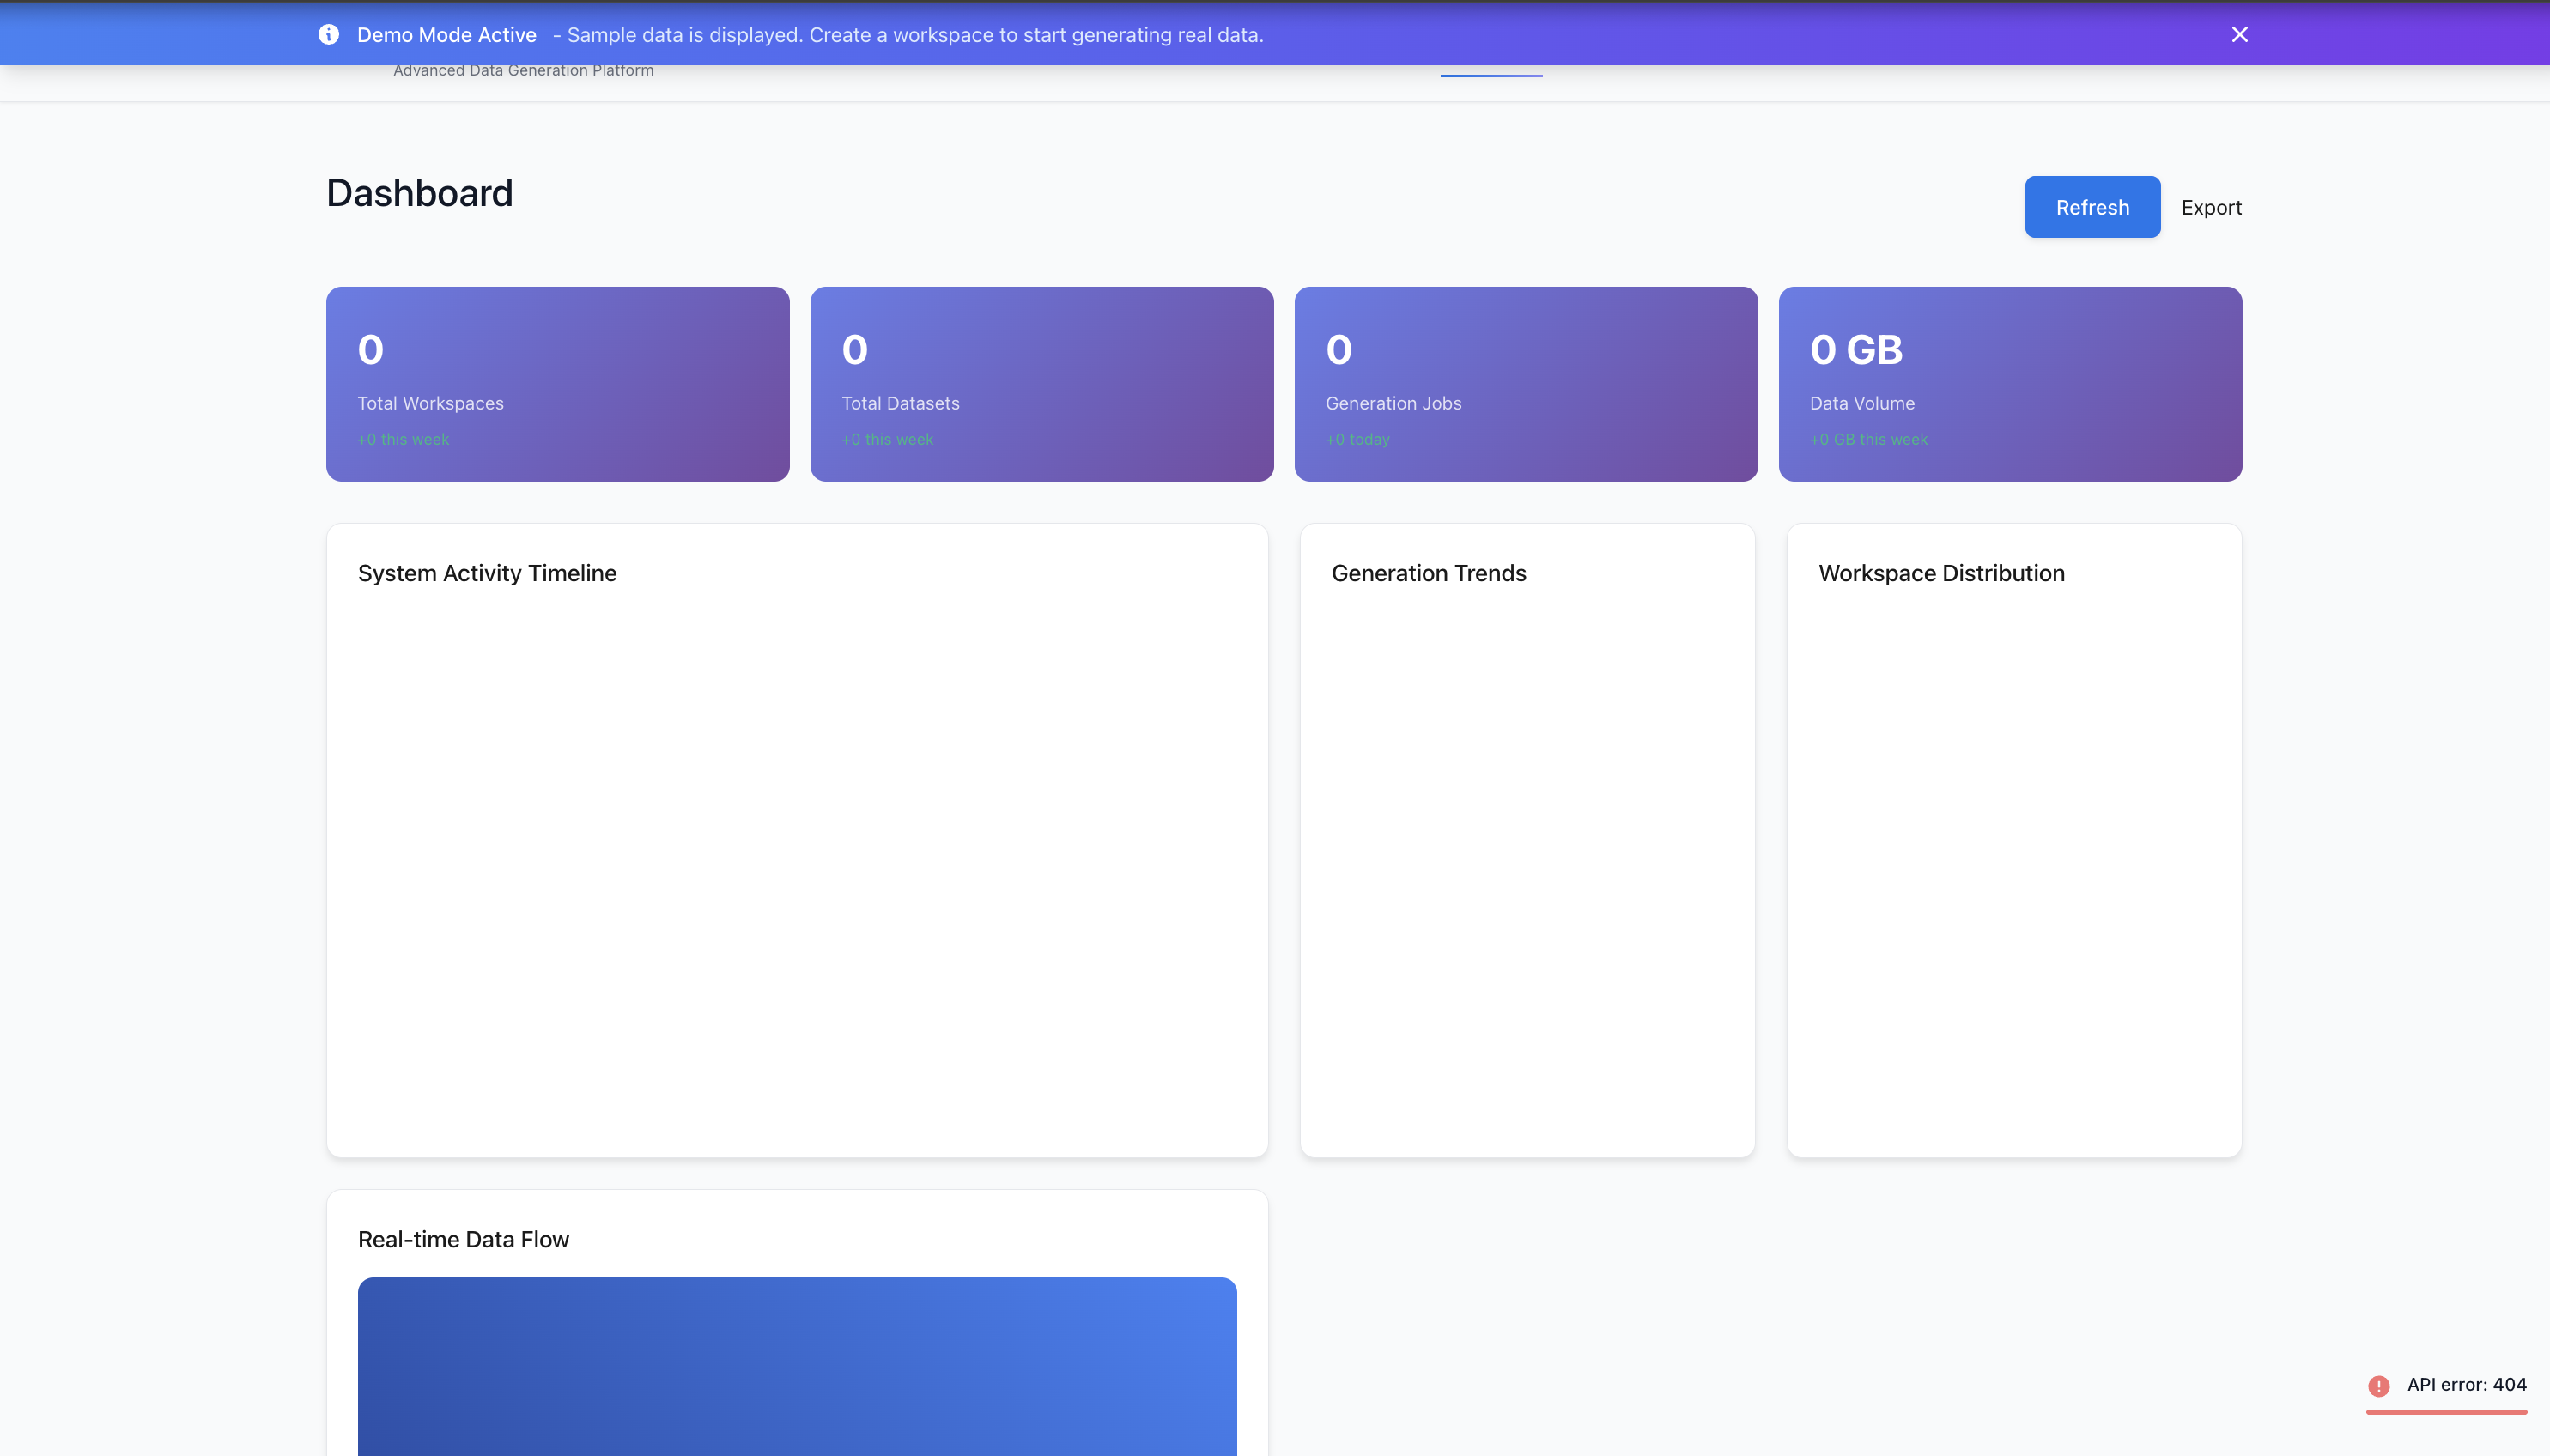 Demo Mode Active - Sample data is displayed. Create a workspace to start generating real data.
Advanced Data Generation Platform
Dashboard
Refresh
Export
0
Total Workspaces
+0 this week
0
Total Datasets
+0 this week
0
Generation Jobs
+0 today
0 GB
Data Volume
+0 GB this week
System Activity Timeline
Generation Trends
Workspace Distribution
Real-time Data Flow
API error: 404